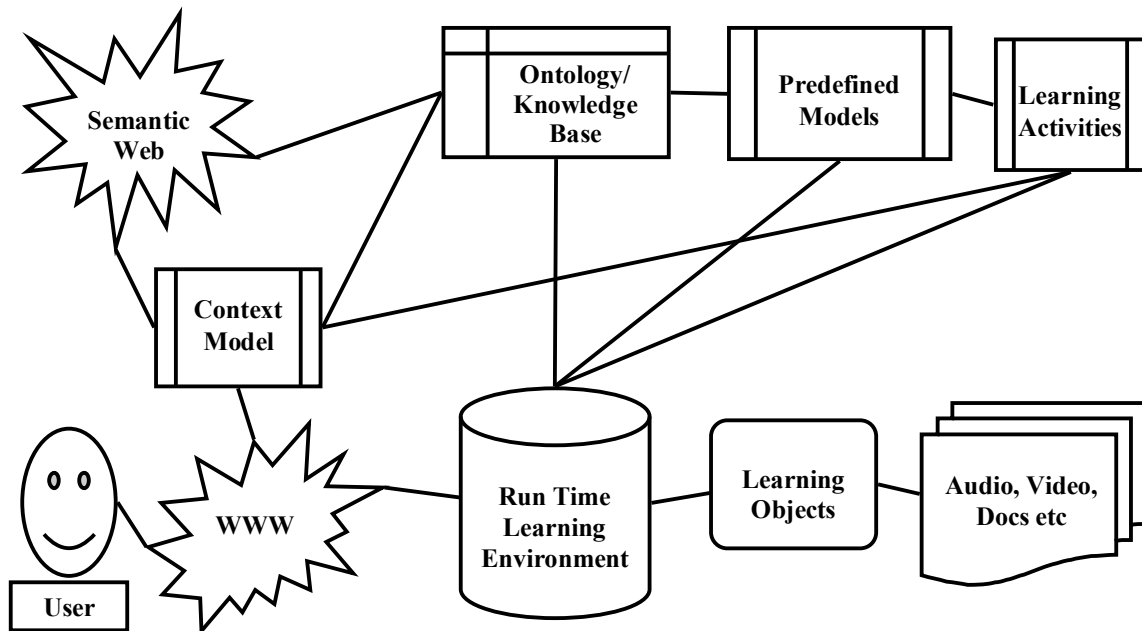 Semantic
Web
Ontology/
Knowledge
Base
Predefined
Models
Learning
Activities
Context
Model
User
WWW
Run Time
Learning
Environment
Learning
Objects
Audio, Video,
Docs etc